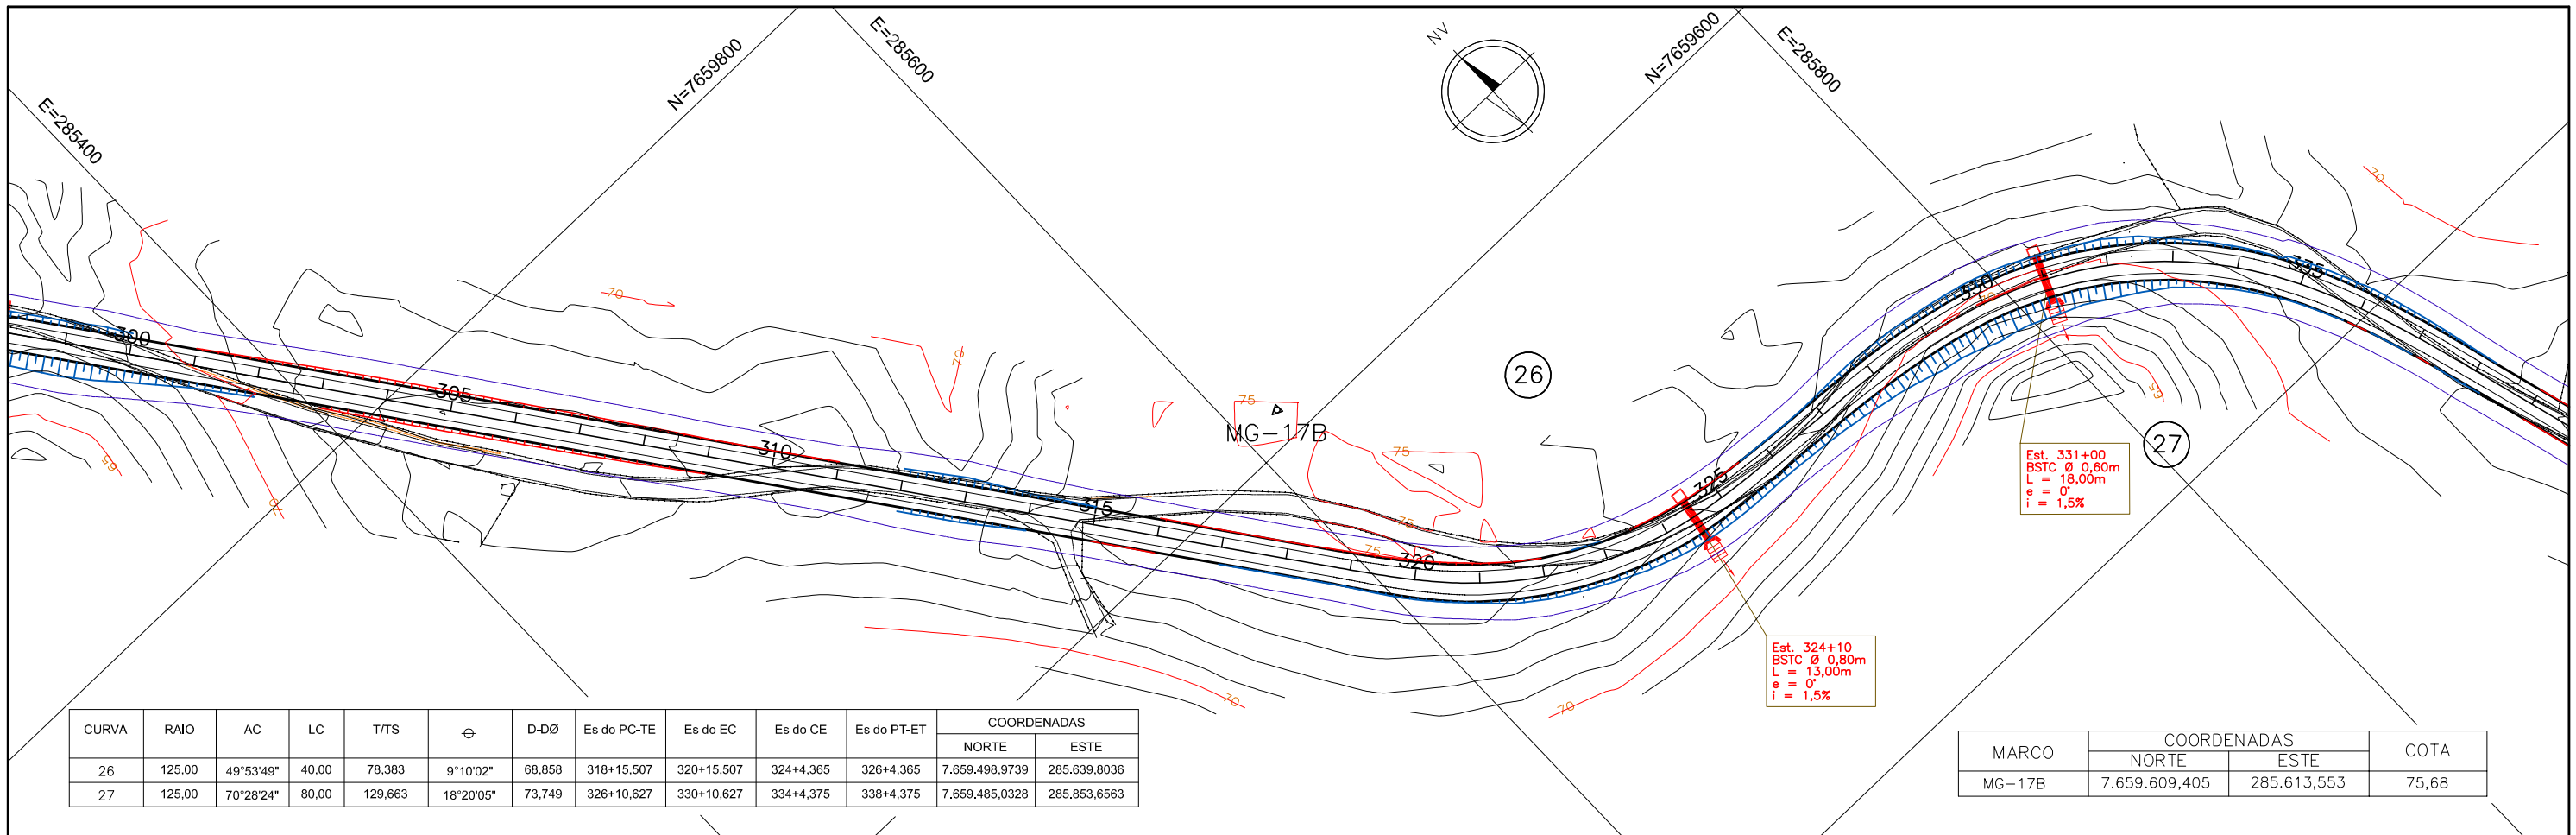 E=285400
N=7659800
E=285600
NV
N=7659600
E=285800
70
70
70
75
MG-17B
75
75
75
70
65
70
65
70
70
70
300
305
310
315
320
325
330
335
26
27
Est. 331+00
BSTC Ø 0,60m
L = 18,00m
e = 0°
i = 1,5%
Est. 324+10
BSTC Ø 0,80m
L = 13,00m
e = 0°
i = 1,5%
CURVA RAIO AC LC T/TS ⦵ D-DØ Es do PC-TE Es do EC Es do CE Es do PT-ET COORDENADAS
NORTE ESTE
26 125,00 49°53'49" 40,00 78,383 9°10'02" 68,858 318+15,507 320+15,507 324+4,365 326+4,365 7.659.498,9739 285.639,8036
27 125,00 70°28'24" 80,00 129,663 18°20'05" 73,749 326+10,627 330+10,627 334+4,375 338+4,375 7.659.485,0328 285.853,6563
MARCO COORDENADAS COTA
NORTE ESTE
MG-17B 7.659.609,405 285.613,553 75,68